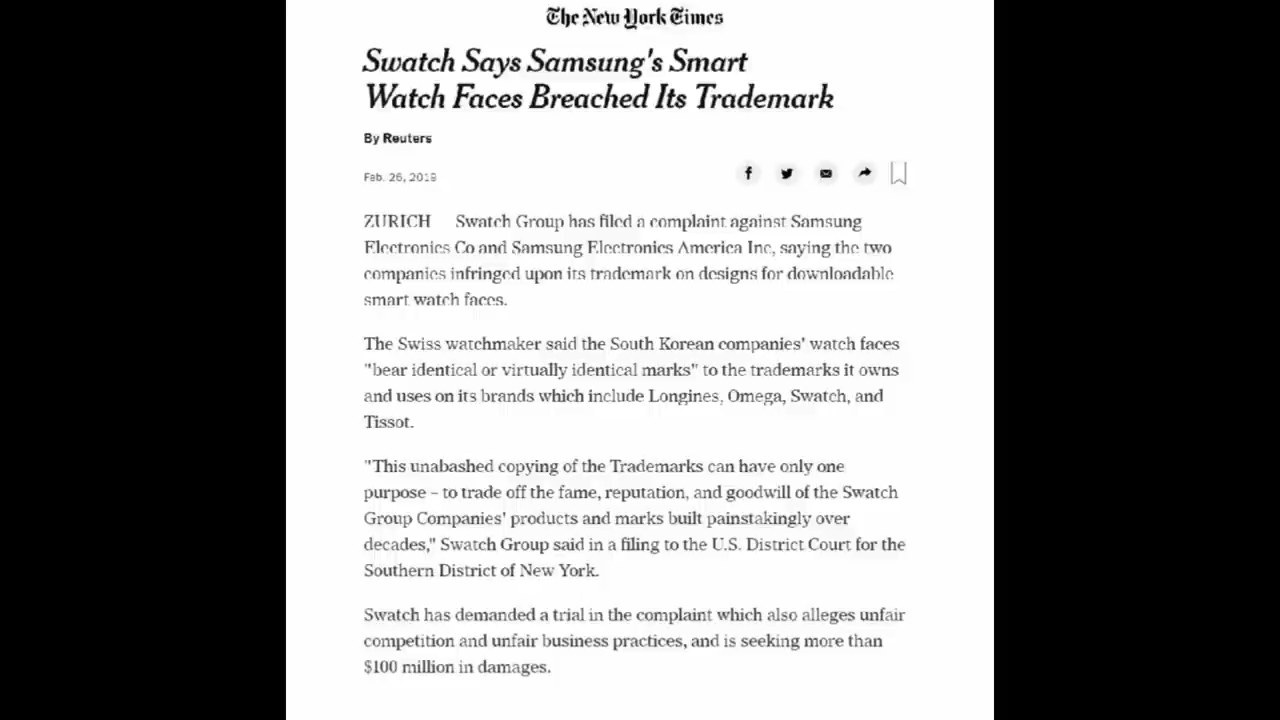 The New York Times
Swatch Says Samsung's Smart
Watch Faces Breached Its Trademark
By Reuters
Feb. 26, 2019
ZURICH Swatch Group has filed a complaint against Samsung
Electronics Co and Samsung Electronics America Inc, saying the two
companies infringed upon its trademark on designs for downloadable
smart watch faces.
The Swiss watchmaker said the South Korean companies' watch faces
"bear identical or virtually identical marks" to the trademarks it owns
and uses on its brands which include Longines, Omega, Swatch, and
Tissot.
"This unabashed copying of the Trademarks can have only one
purpose – to trade off the fame, reputation, and goodwill of the Swatch
Group Companies' products and marks built painstakingly over
decades," Swatch Group said in a filing to the U.S. District Court for the
Southern District of New York.
Swatch has demanded a trial in the complaint which also alleges unfair
competition and unfair business practices, and is seeking more than
$100 million in damages.